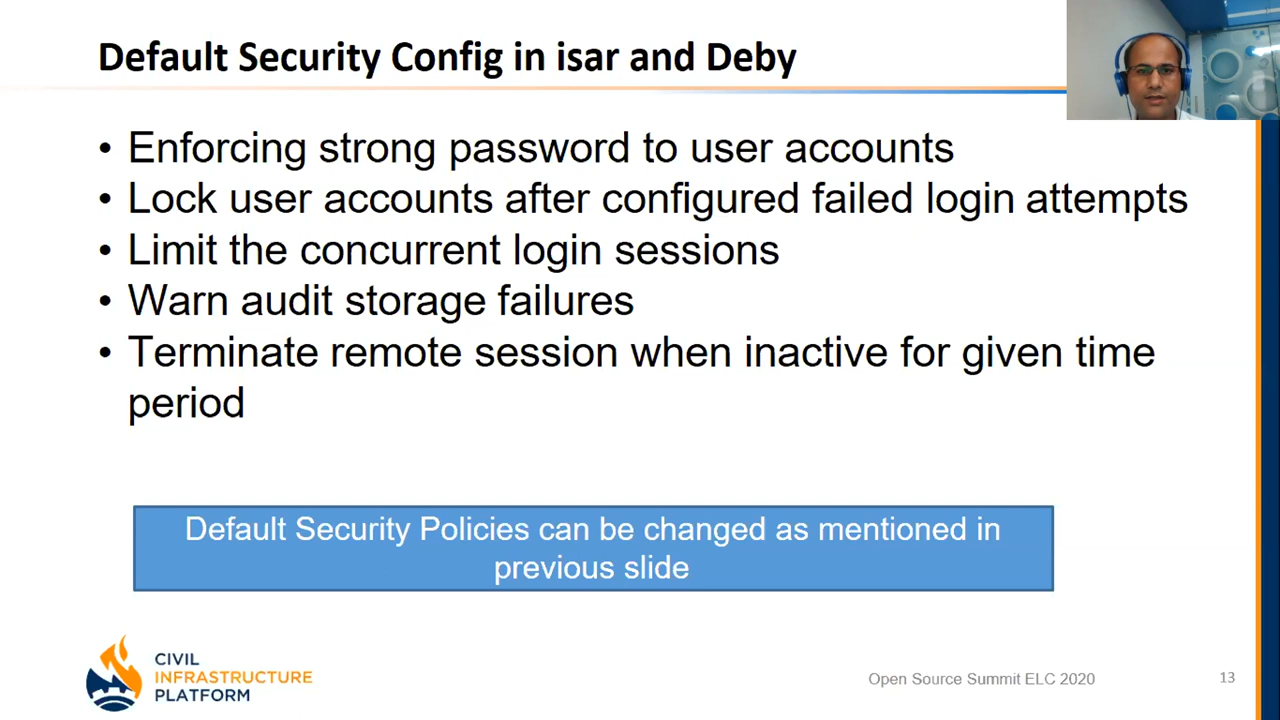 Default Security Config in isar and Deby
• Enforcing strong password to user accounts
• Lock user accounts after configured failed login attempts
• Limit the concurrent login sessions
• Warn audit storage failures
• Terminate remote session when inactive for given time
period
Default Security Policies can be changed as mentioned in
previous slide
CIVIL
INFRASTRUCTURE
PLATFORM
Open Source Summit ELC 2020
13